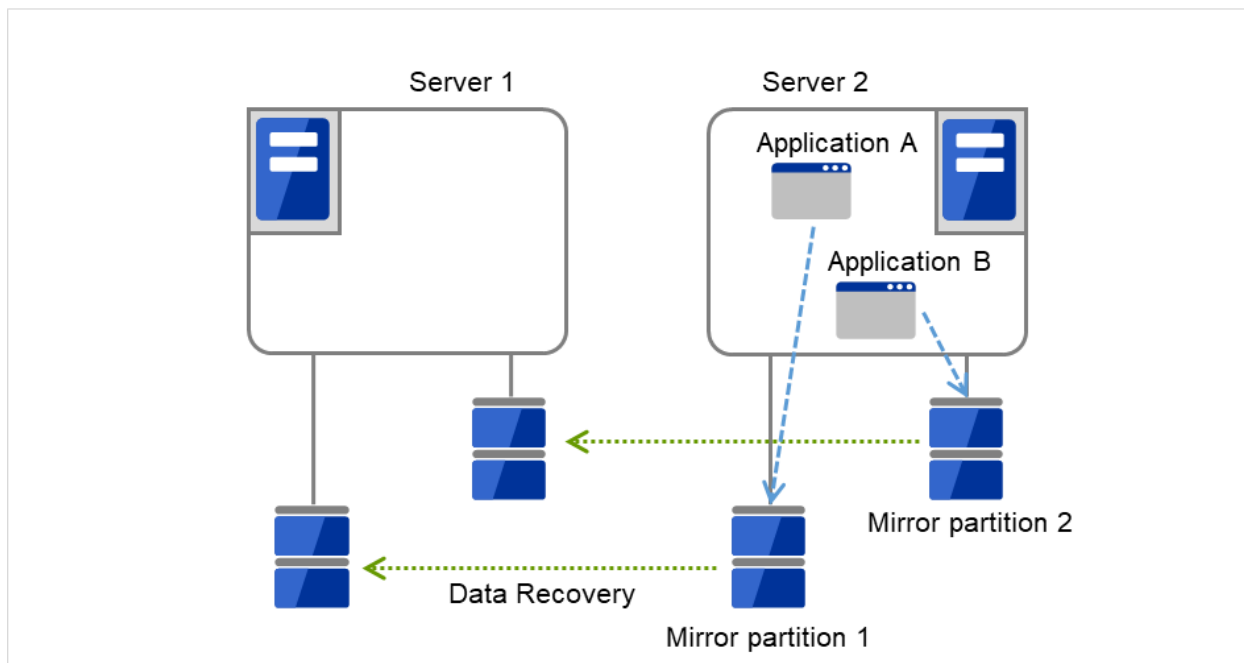 Server 1
Server 2
Application A
Application B
Mirror partition 2
Data Recovery
Mirror partition 1